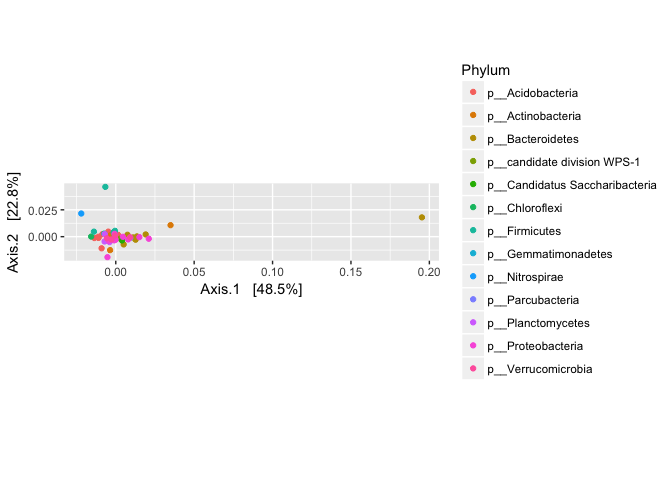 Phylum
p__Acidobacteria
p__Actinobacteria
p__Bacteroidetes
p__candidate division WPS-1
p__Candidatus Saccharibacteria
p__Chloroflexi
p__Firmicutes
p__Gemmatimonadetes
p__Nitrospirae
p__Parcubacteria
p__Planctomycetes
p__Proteobacteria
p__Verrucomicrobia
Axis.2 [22.8%]
0.025
0.000
0.00 0.05 0.10 0.15 0.20
Axis.1 [48.5%]